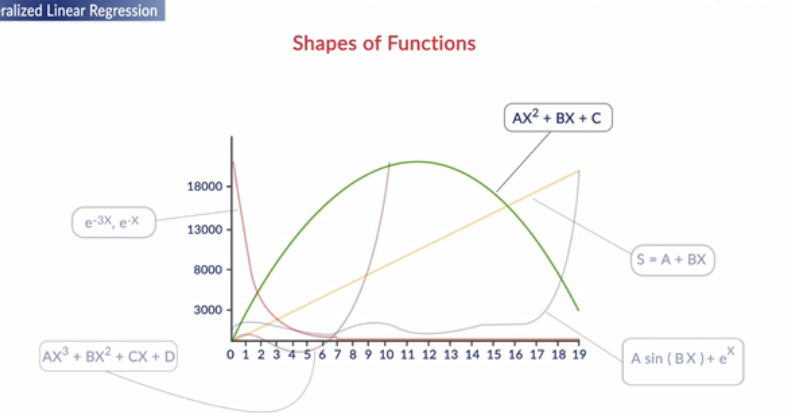 ralized Linear Regression
Shapes of Functions
AX² + BX + C
18000
e⁻³ˣ, e⁻ˣ
13000
S = A + BX
8000
3000
AX³ + BX² + CX + D
A sin ( BX ) + eˣ
0 1 2 3 4 5 6 7 8 9 10 11 12 13 14 15 16 17 18 19